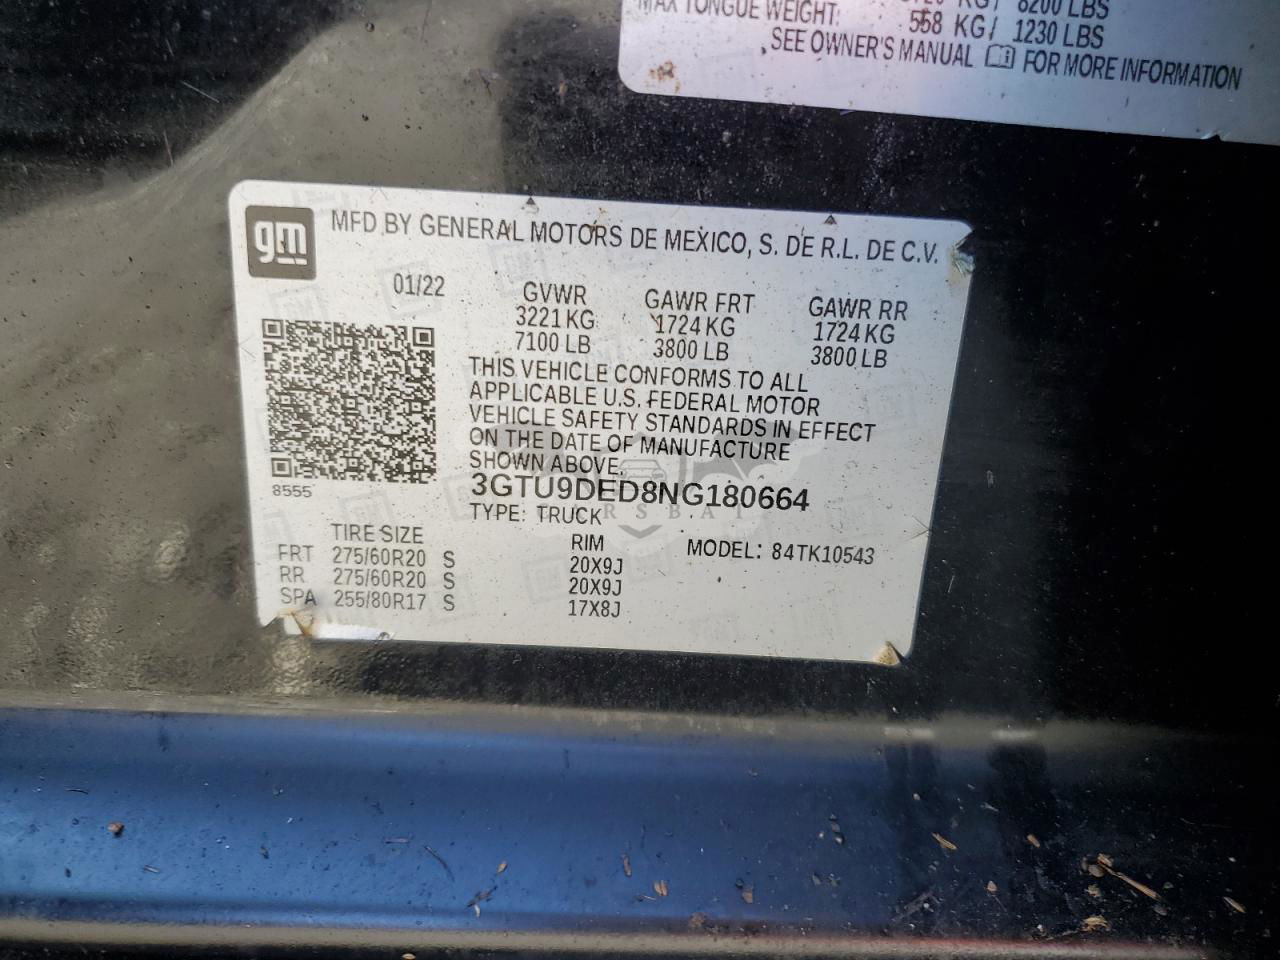 KG/ 8200 LBS
MAX TONGUE WEIGHT: 558 KG/ 1230 LBS
SEE OWNER'S MANUAL FOR MORE INFORMATION
gm
MFD BY GENERAL MOTORS DE MEXICO, S. DE R.L. DE C.V.
01/22
GVWR GAWR FRT GAWR RR
3221 KG 1724 KG 1724 KG
7100 LB 3800 LB 3800 LB
THIS VEHICLE CONFORMS TO ALL
APPLICABLE U.S. FEDERAL MOTOR
VEHICLE SAFETY STANDARDS IN EFFECT
ON THE DATE OF MANUFACTURE
SHOWN ABOVE.
8555
3GTU9DED8NG180664
TYPE: TRUCK
TIRE SIZE RIM MODEL: 84TK10543
FRT 275/60R20 S 20X9J
RR 275/60R20 S 20X9J
SPA 255/80R17 S 17X8J